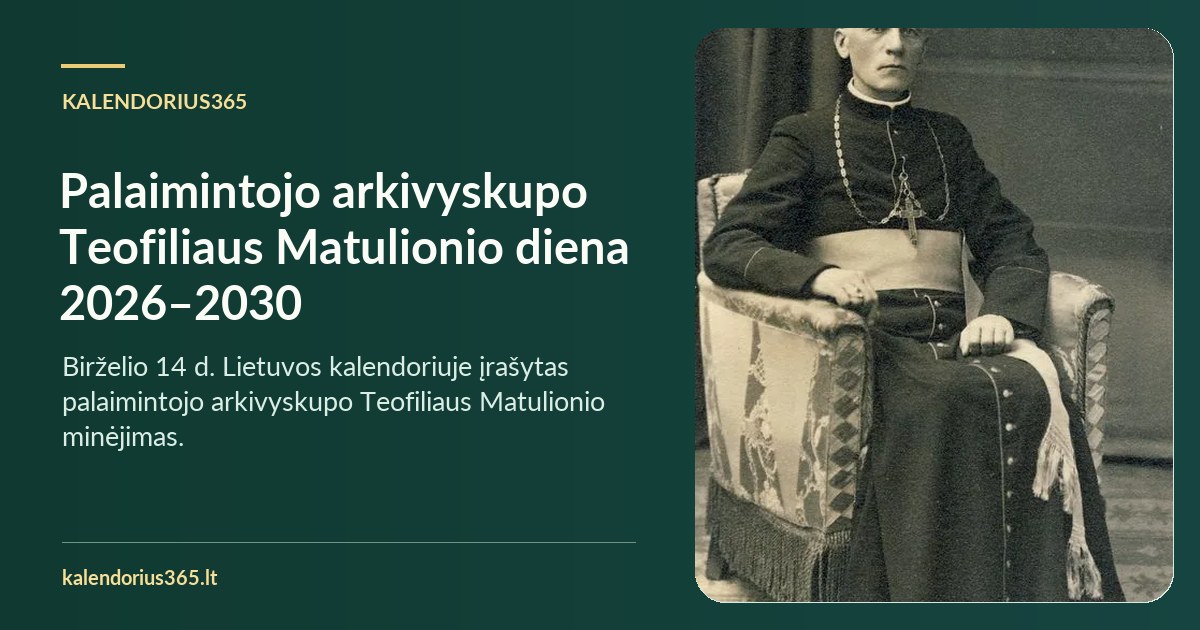 KALENDORIUS365
Palaimintojo arkivyskupo
Teofiliaus Matulionio diena
2026–2030
Birželio 14 d. Lietuvos kalendoriuje įrašytas
palaimintojo arkivyskupo Teofiliaus Matulionio
minėjimas.
kalendorius365.lt